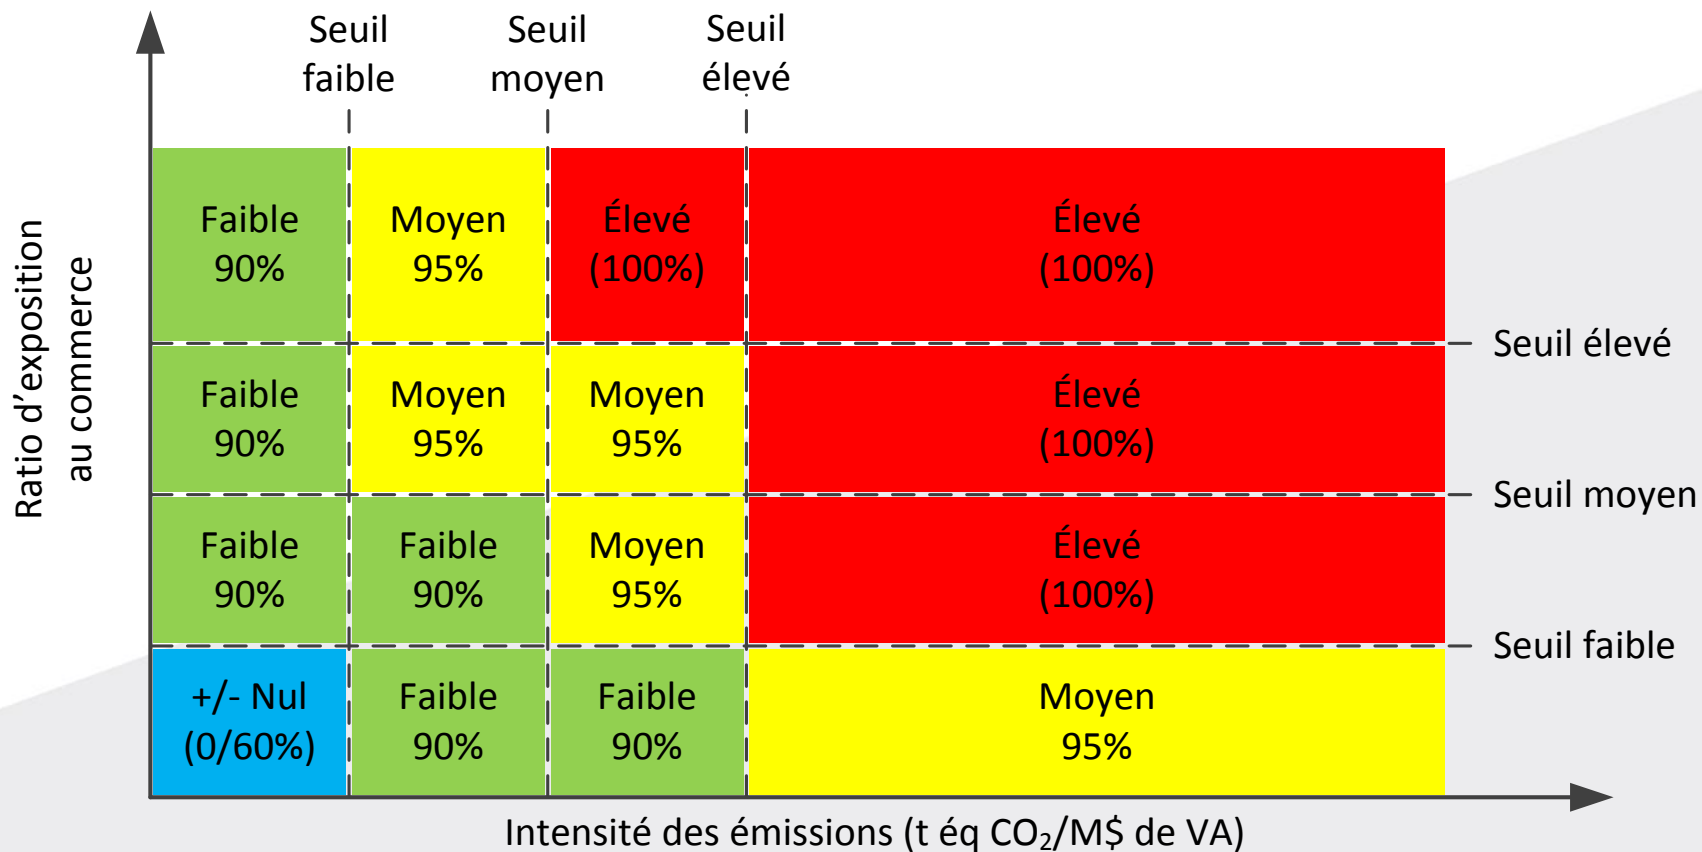 Seuil
faible
Seuil
moyen
Seuil
élevé
Ratio d’exposition
au commerce
Faible
90%
Moyen
95%
Élevé
(100%)
Élevé
(100%)
Seuil élevé
Faible
90%
Moyen
95%
Moyen
95%
Élevé
(100%)
Seuil moyen
Faible
90%
Faible
90%
Moyen
95%
Élevé
(100%)
Seuil faible
+/- Nul
(0/60%)
Faible
90%
Faible
90%
Moyen
95%
Intensité des émissions (t éq CO₂/M$ de VA)